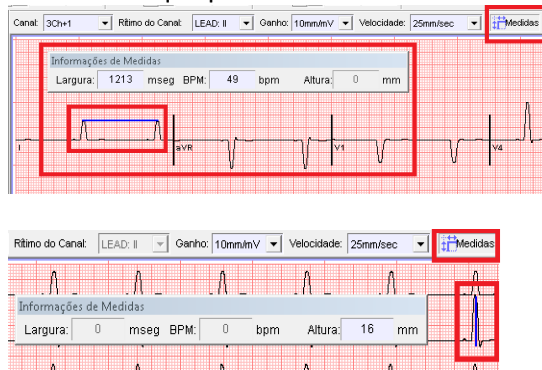 Canal: 3Ch+1 Rítimo do Canal: LEAD: II Ganho: 10mm/mV Velocidade: 25mm/sec Medidas
Informações de Medidas
Largura: 1213 mseg BPM: 49 bpm Altura: 0 mm
I aVR V1 V4
Rítimo do Canal: LEAD: II Ganho: 10mm/mV Velocidade: 25mm/sec Medidas
Informações de Medidas
Largura: 0 mseg BPM: 0 bpm Altura: 16 mm